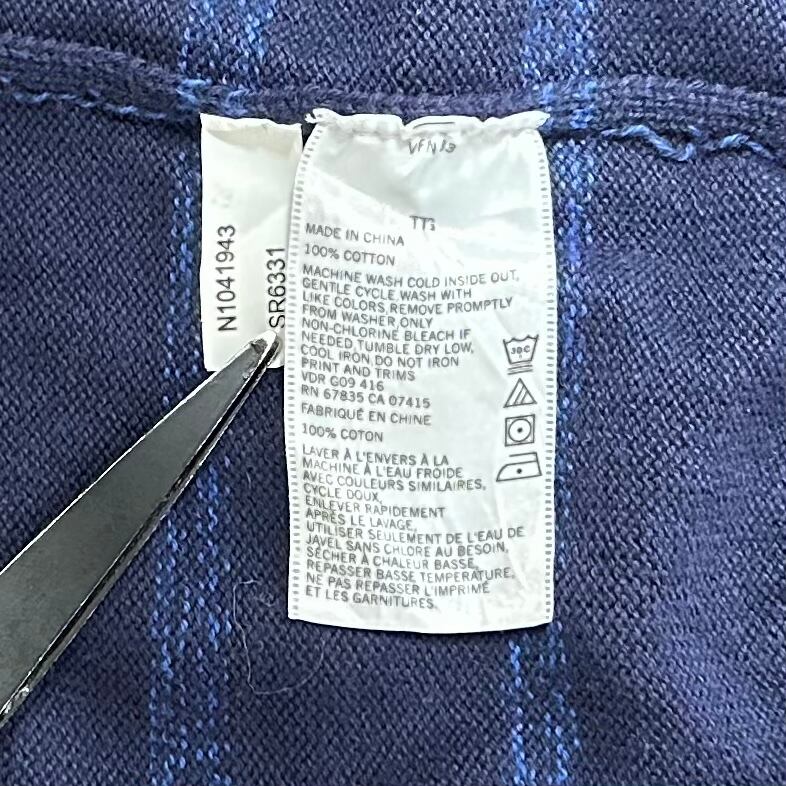 N1041943
SR6331
VFN13
MADE IN CHINA
100% COTTON
MACHINE WASH COLD INSIDE OUT,
GENTLE CYCLE,WASH WITH
LIKE COLORS,REMOVE PROMPTLY
FROM WASHER,ONLY
NON-CHLORINE BLEACH IF
NEEDED,TUMBLE DRY LOW,
COOL IRON,DO NOT IRON
PRINT AND TRIMS
VDR G09 416
RN 67835 CA 07415
FABRIQUÉ EN CHINE
100% COTON
LAVER À L'ENVERS À LA
MACHINE À L'EAU FROIDE
AVEC COULEURS SIMILAIRES,
CYCLE DOUX,
ENLEVER RAPIDEMENT
APRÈS LE LAVAGE,
UTILISER SEULEMENT DE L'EAU DE
JAVEL SANS CHLORE AU BESOIN,
SÉCHER À CHALEUR BASSE,
REPASSER BASSE TEMPÉRATURE,
NE PAS REPASSER L'IMPRIMÉ
ET LES GARNITURES
30C